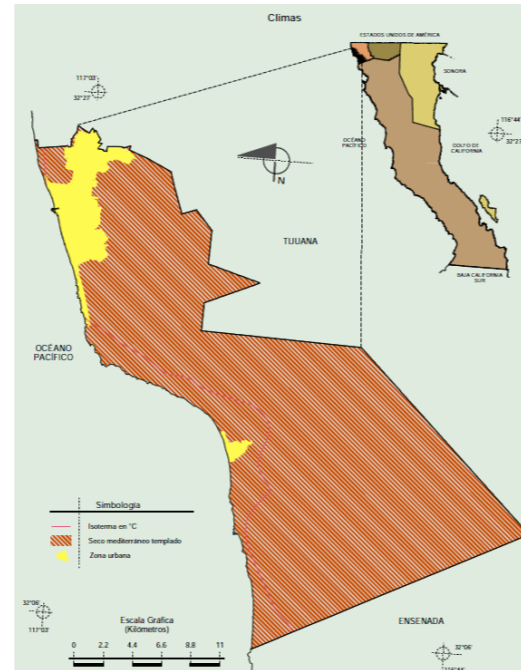 Climas
ESTADOS UNIDOS DE AMÉRICA
117°03'
32°27'
SONORA
116°44'
32°27'
OCÉANO
PACÍFICO
GOLFO DE
CALIFORNIA
N
TIJUANA
BAJA CALIFORNIA
SUR
OCÉANO
PACÍFICO
Simbología
Isoterma en °C
Seco mediterráneo templado
Zona urbana
32°06'
117°03'
Escala Gráfica
(Kilómetros)
0 2.2 4.4 6.6 8.8 11
ENSENADA
32°06'
116°44'